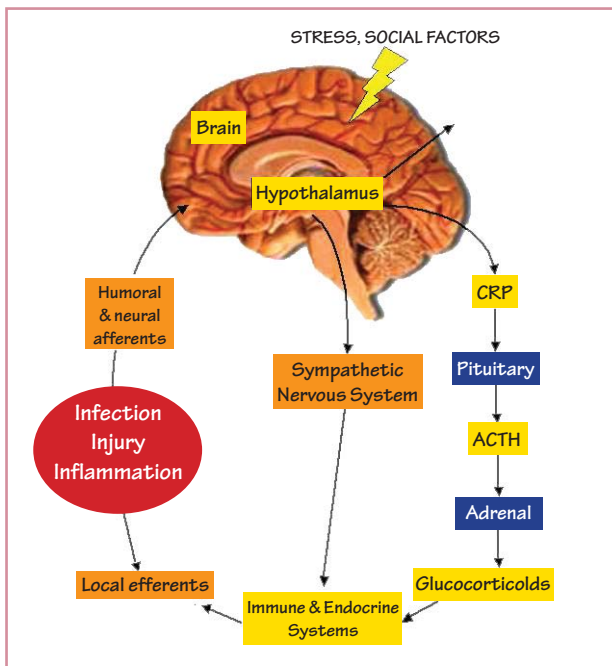 STRESS, SOCIAL FACTORS
Brain
Hypothalamus
Humoral
& neural
afferents
CRP
Sympathetic
Nervous System
Pituitary
Infection
Injury
Inflammation
ACTH
Adrenal
Local efferents
Immune & Endocrine
Systems
Glucocorticolds